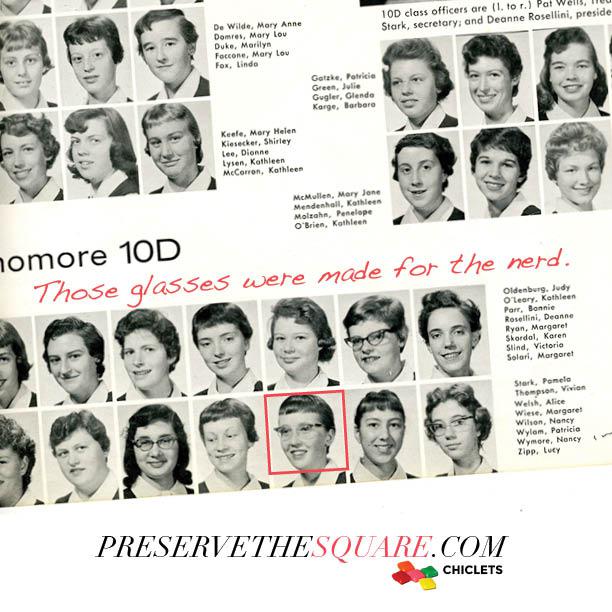 10D class officers are (l. to r.) Pat Wells,
Stark, secretary; and Deanne Rosellini,
De Wilde, Mary Anne
Domres, Mary Lou
Duke, Marilyn
Faccone, Mary Lou
Fox, Linda
Gatzke, Patricia
Green, Julie
Gugler, Glenda
Karge, Barbara
Keefe, Mary Helen
Kiesecker, Shirley
Lee, Dionne
Lysen, Kathleen
McCarron, Kathleen
McMullen, Mary Jane
Mendenhall, Kathleen
Molzahn, Penelope
O'Brien, Kathleen
homore 10D
Those glasses were made for the nerd.
Oldenburg, Judy
O'Leary, Kathleen
Parr, Bonnie
Rosellini, Deanne
Ryan, Margaret
Skardal, Karen
Slind, Victoria
Solari, Margaret
Stark, Pamela
Thompson, Vivian
Welsh, Alice
Wiese, Margaret
Wilson, Nancy
Wylam, Patricia
Wymore, Nancy
Zipp, Lucy
PRESERVETHESQUARE.COM
CHICLETS